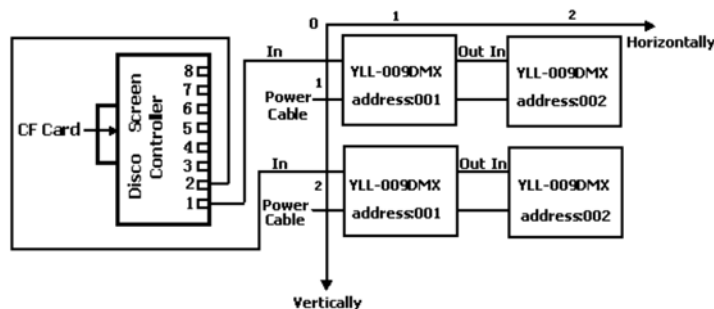 0
1
2
Horizontally
In
Out In
YLL-009DMX
address:001
YLL-009DMX
address:002
1
Power
Cable
8
7
6
5
4
3
2
1
Disco Screen
Controller
CF Card
In
Out In
YLL-009DMX
address:001
YLL-009DMX
address:002
2
Power
Cable
Vertically